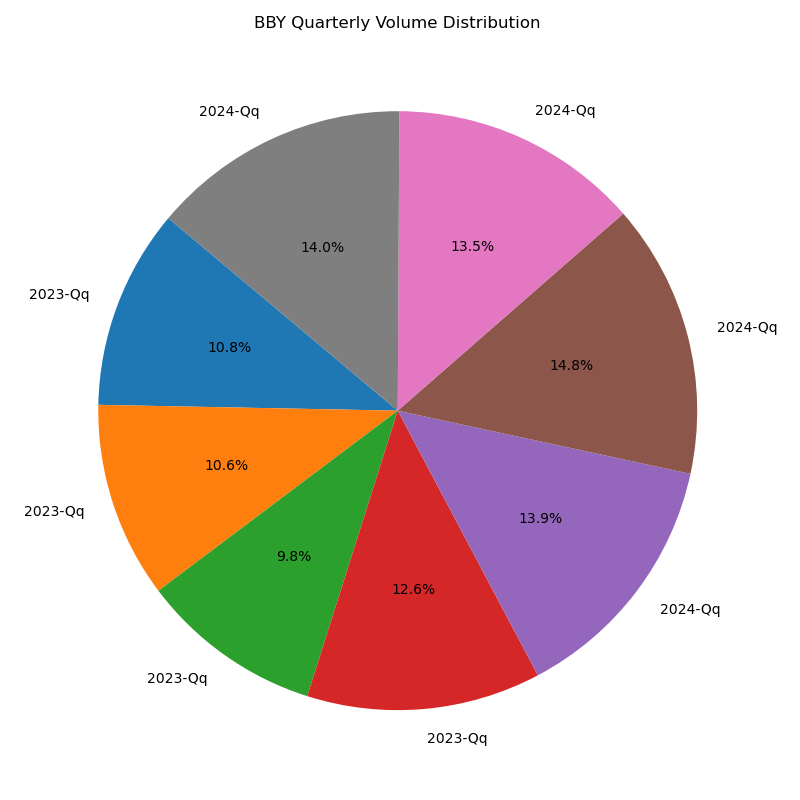 BBY Quarterly Volume Distribution
2024-Qq
2024-Qq
14.0%
13.5%
2023-Qq
2024-Qq
10.8%
14.8%
10.6%
2023-Qq
13.9%
9.8%
12.6%
2024-Qq
2023-Qq
2023-Qq